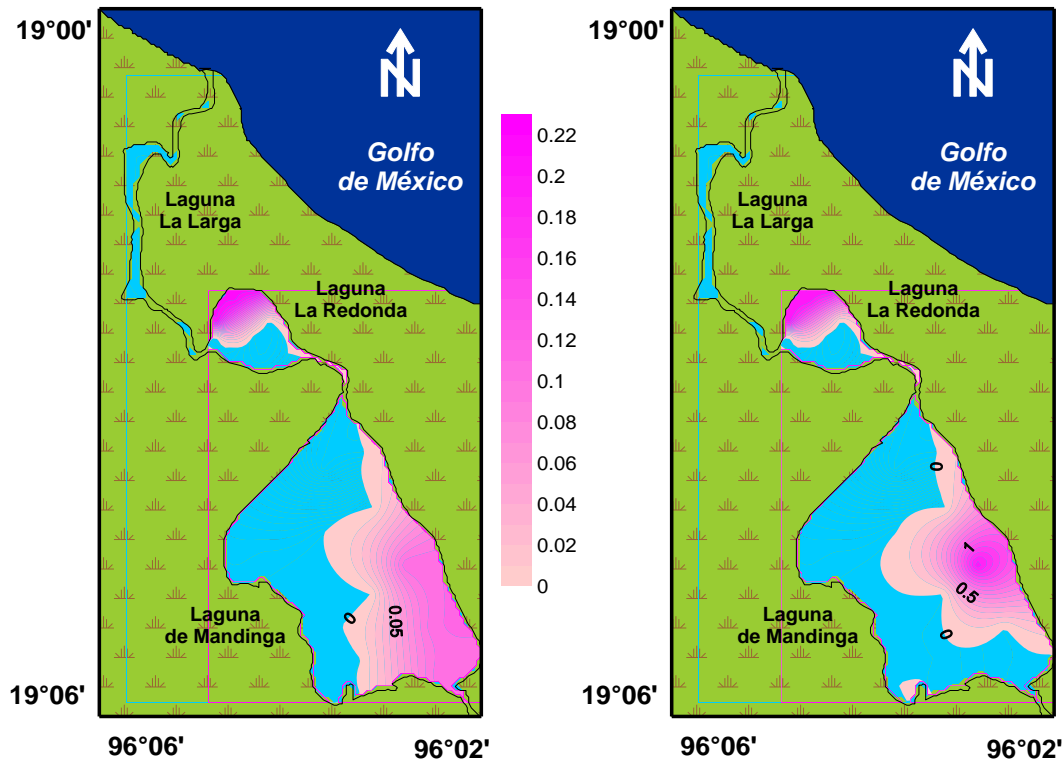 19°00'
N
Golfo
de México
Laguna
La Larga
Laguna
La Redonda
0
0.05
Laguna
de Mandinga
19°06'
96°06'
96°02'
0.22
0.2
0.18
0.16
0.14
0.12
0.1
0.08
0.06
0.04
0.02
0
19°00'
N
Golfo
de México
Laguna
La Larga
Laguna
La Redonda
0
1
0.5
0
Laguna
de Mandinga
19°06'
96°06'
96°02'